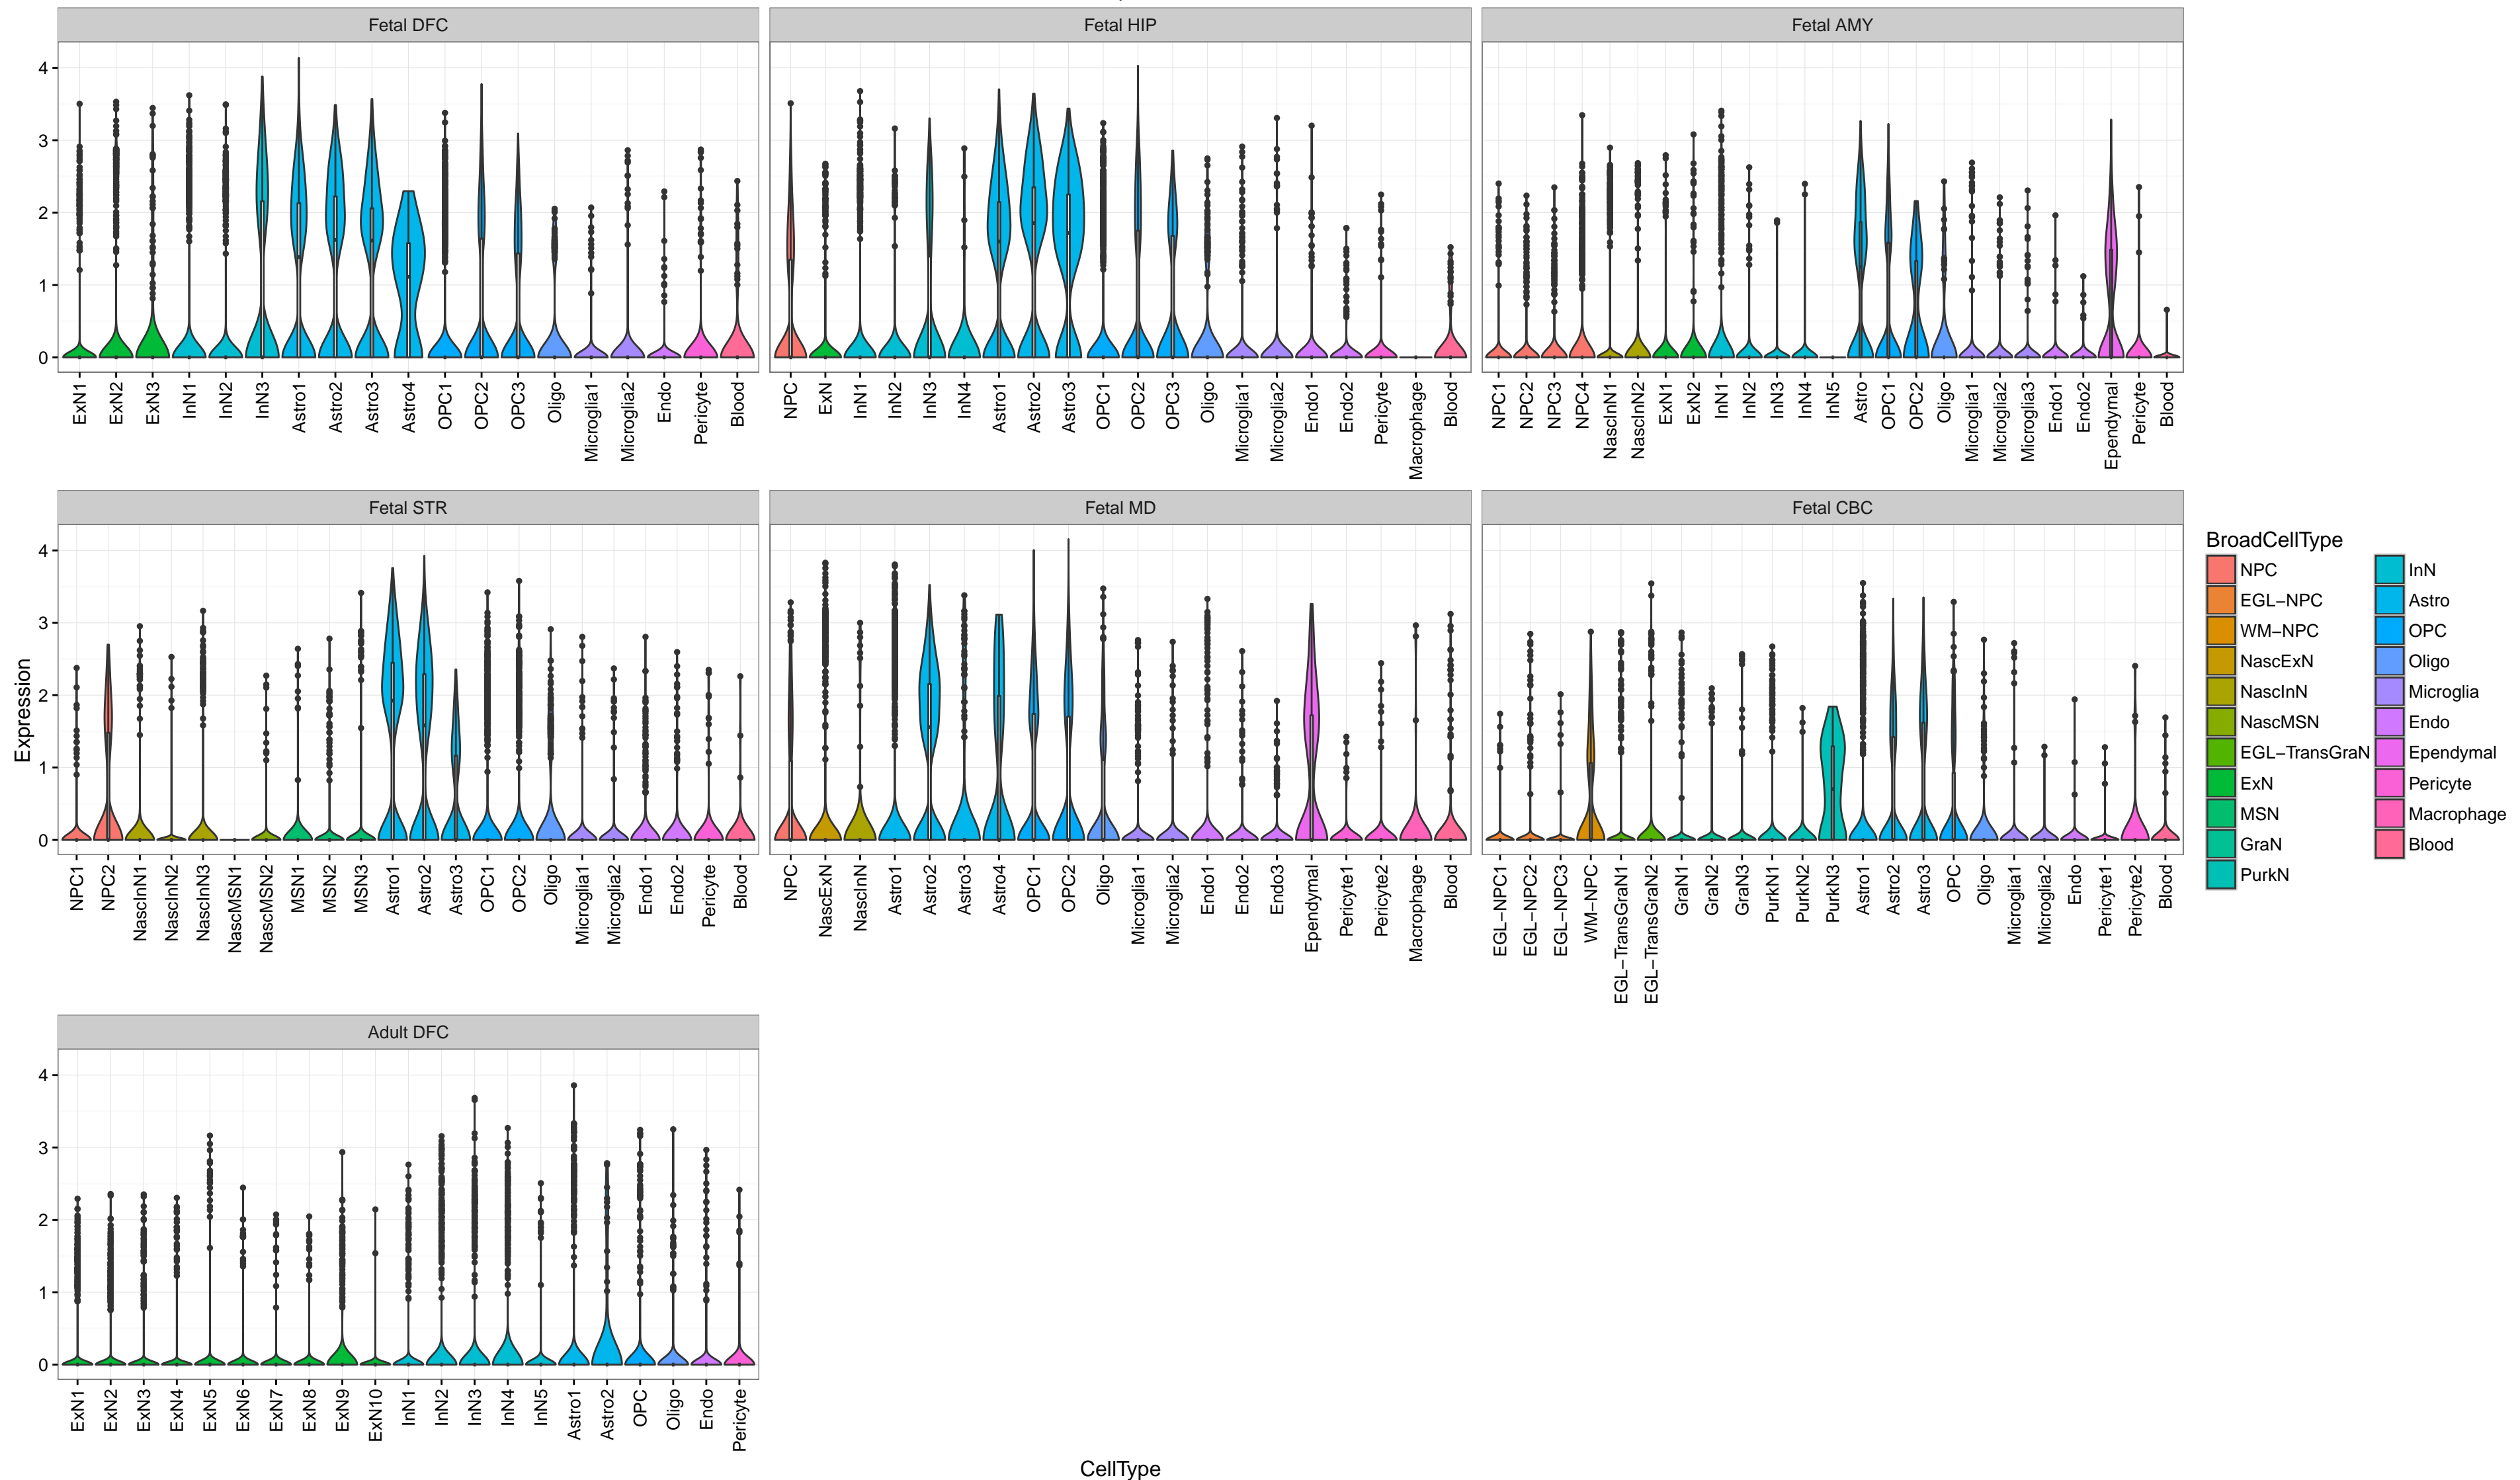 Fetal DFC Fetal HIP Fetal AMY
4
3
2
1
0
ExN1 ExN2 ExN3 InN1 InN2 InN3 Astro1 Astro2 Astro3 Astro4 OPC1 OPC2 OPC3 Oligo Microglia1 Microglia2 Endo Pericyte Blood
NPC ExN InN1 InN2 InN3 InN4 Astro1 Astro2 Astro3 OPC1 OPC2 OPC3 Oligo Microglia1 Microglia2 Endo1 Endo2 Pericyte Macrophage Blood
NPC1 NPC2 NPC3 NPC4 NascInN1 NascInN2 ExN1 ExN2 InN1 InN2 InN3 InN4 InN5 Astro OPC1 OPC2 Oligo Microglia1 Microglia2 Microglia3 Endo1 Endo2 Ependymal Pericyte Blood
Fetal STR Fetal MD Fetal CBC
Expression
4
3
2
1
0
NPC1 NPC2 NascInN1 NascInN2 NascInN3 NascMSN1 NascMSN2 MSN1 MSN2 MSN3 Astro1 Astro2 Astro3 OPC1 OPC2 Oligo Microglia1 Microglia2 Endo1 Endo2 Pericyte Blood
NPC NascExN NascInN Astro1 Astro2 Astro3 Astro4 OPC1 OPC2 Oligo Microglia1 Microglia2 Endo1 Endo2 Endo3 Ependymal Pericyte1 Pericyte2 Macrophage Blood
EGL−NPC1 EGL−NPC2 EGL−NPC3 WM−NPC EGL−TransGraN1 EGL−TransGraN2 GraN1 GraN2 GraN3 PurkN1 PurkN2 PurkN3 Astro1 Astro2 Astro3 OPC Oligo Microglia1 Microglia2 Endo Pericyte1 Pericyte2 Blood
BroadCellType
NPC
EGL−NPC
WM−NPC
NascExN
NascInN
NascMSN
EGL−TransGraN
ExN
MSN
GraN
PurkN
InN
Astro
OPC
Oligo
Microglia
Endo
Ependymal
Pericyte
Macrophage
Blood
Adult DFC
4
3
2
1
0
ExN1 ExN2 ExN3 ExN4 ExN5 ExN6 ExN7 ExN8 ExN9 ExN10 InN1 InN2 InN3 InN4 InN5 Astro1 Astro2 OPC Oligo Endo Pericyte
CellType